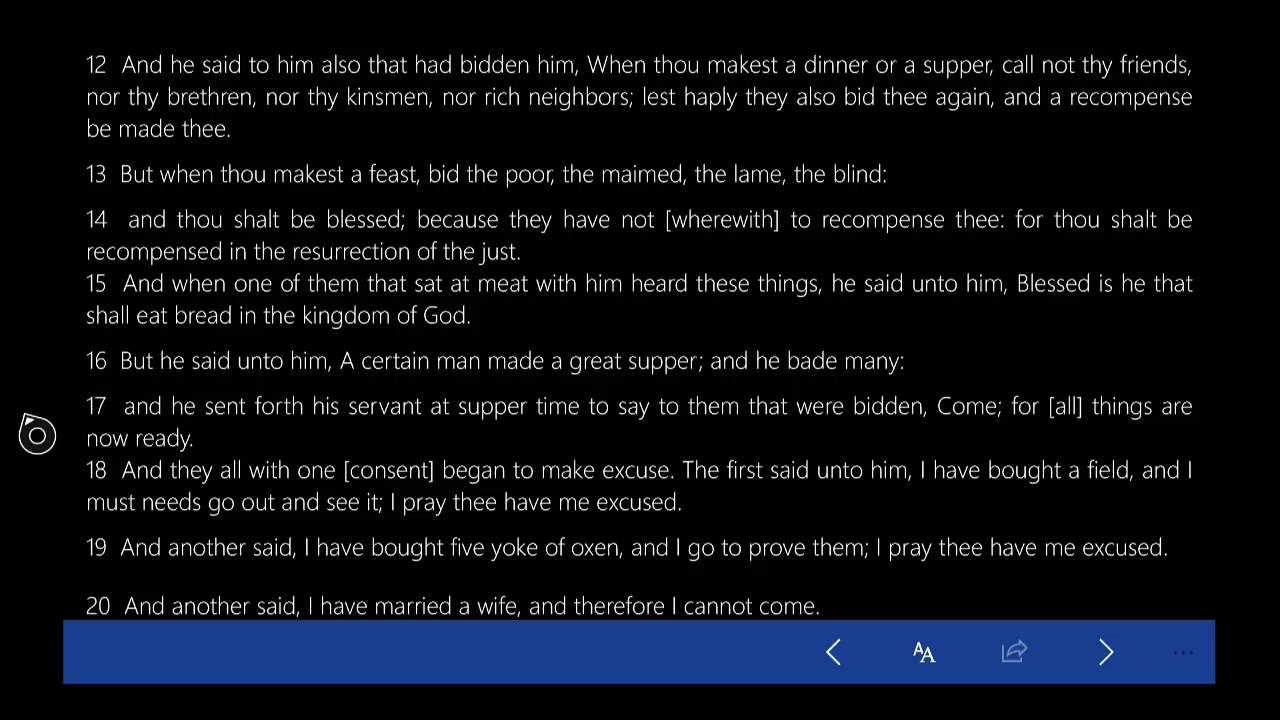 12 And he said to him also that had bidden him, When thou makest a dinner or a supper, call not thy friends,
nor thy brethren, nor thy kinsmen, nor rich neighbors; lest haply they also bid thee again, and a recompense
be made thee.
13 But when thou makest a feast, bid the poor, the maimed, the lame, the blind:
14 and thou shalt be blessed; because they have not [wherewith] to recompense thee: for thou shalt be
recompensed in the resurrection of the just.
15 And when one of them that sat at meat with him heard these things, he said unto him, Blessed is he that
shall eat bread in the kingdom of God.
16 But he said unto him, A certain man made a great supper; and he bade many:
17 and he sent forth his servant at supper time to say to them that were bidden, Come; for [all] things are
now ready.
18 And they all with one [consent] began to make excuse. The first said unto him, I have bought a field, and I
must needs go out and see it; I pray thee have me excused.
19 And another said, I have bought five yoke of oxen, and I go to prove them; I pray thee have me excused.
20 And another said, I have married a wife, and therefore I cannot come.
AA